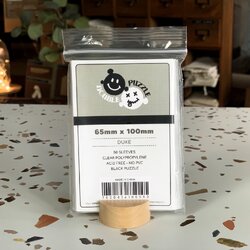 PUZZLE
65mm x 100mm
DUKE
50 SLEEVES
CLEAR POLYPROPYLENE
ACID FREE - NO PVC
BLACK PUZZLE